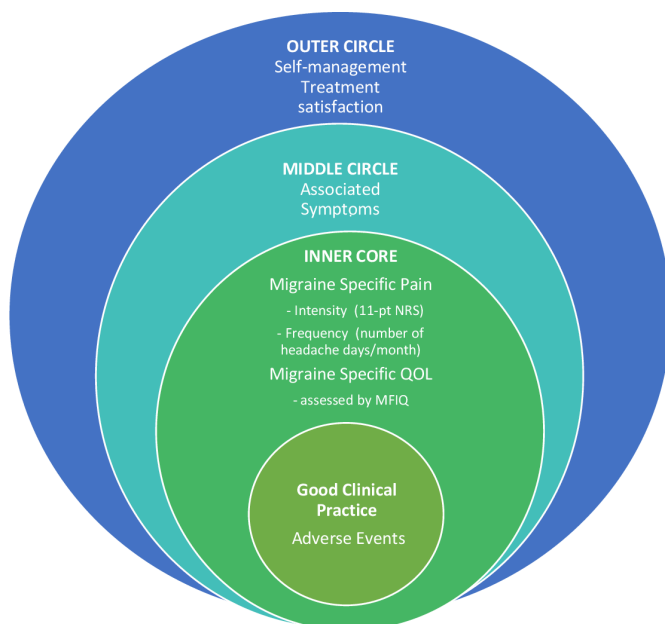 OUTER CIRCLE
Self-management
Treatment
satisfaction
MIDDLE CIRCLE
Associated
Symptoms
INNER CORE
Migraine Specific Pain
- Intensity (11-pt NRS)
- Frequency (number of
headache days/month)
Migraine Specific QOL
- assessed by MFIQ
Good Clinical
Practice
Adverse Events